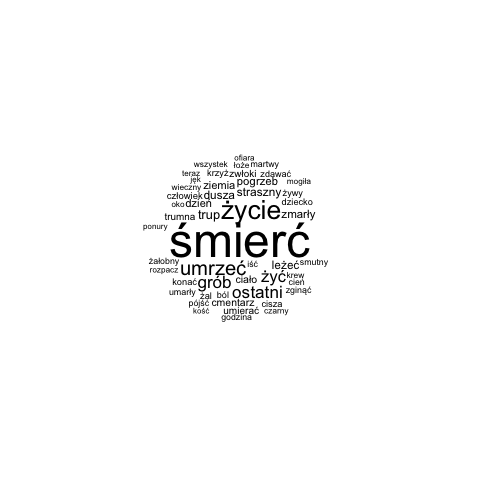 ofiara
wszystek łoże martwy
teraz krzyż zwłoki zdawać
jęk pogrzeb mogiła
wieczny ziemia straszny żywy
człowiek dusza dziecko
oko dzień życie zmarły
trumna trup
ponury śmierć
żałobny umrzeć iść leżeć smutny
rozpacz żyć krew
konać grób ciało cień
umarły żal ból ostatni zginąć
pójść cmentarz cisza
kość umierać czarny
godzina